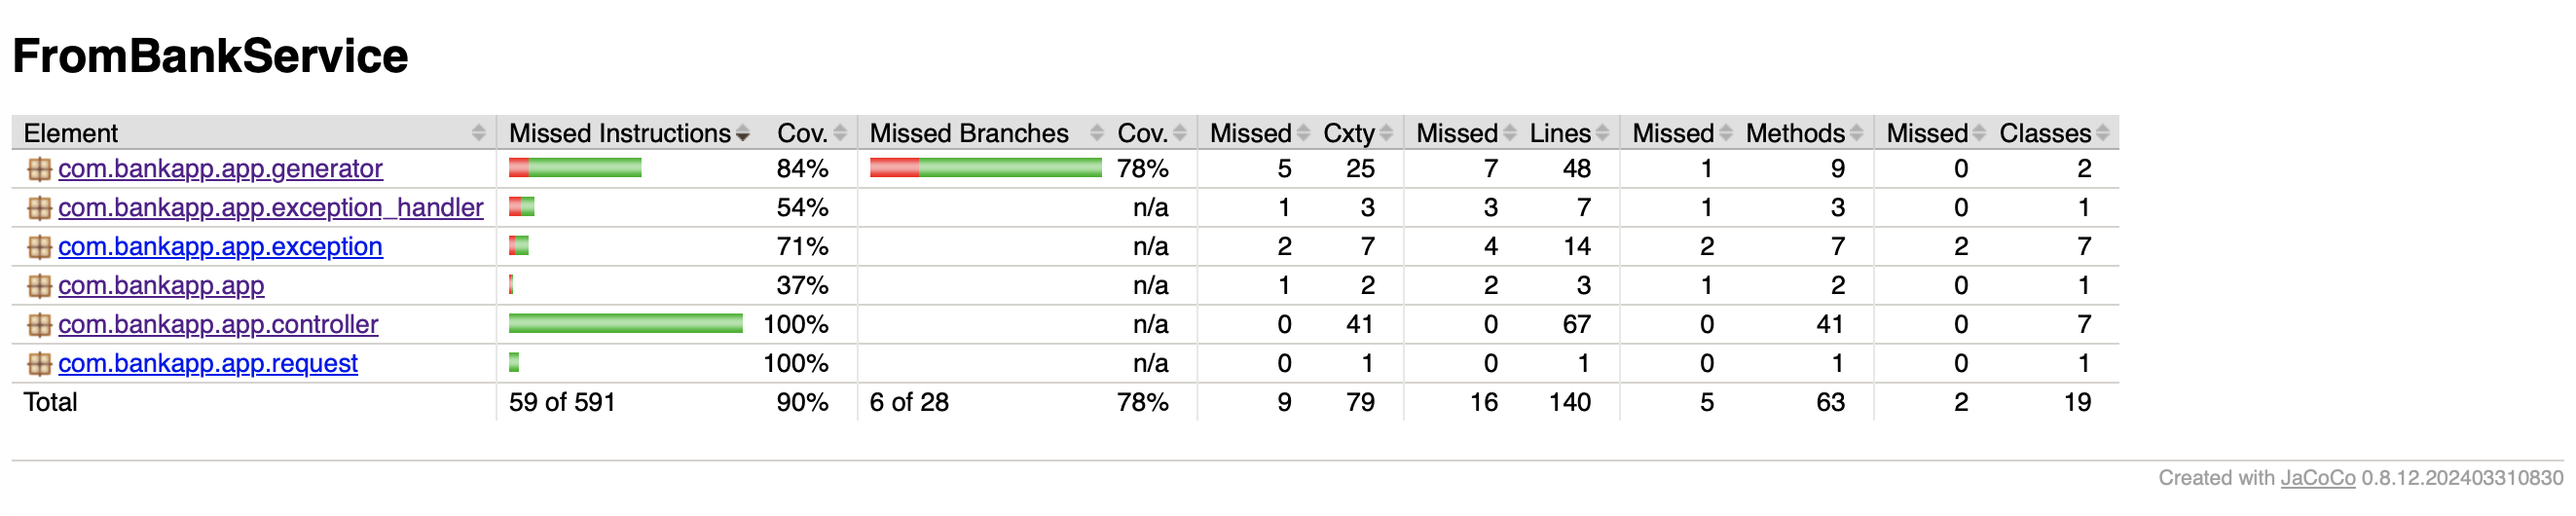 FromBankService
Element Missed Instructions Cov. Missed Branches Cov. Missed Cxty Missed Lines Missed Methods Missed Classes
com.bankapp.app.generator 84% 78% 5 25 7 48 1 9 0 2
com.bankapp.app.exception_handler 54% n/a 1 3 3 7 1 3 0 1
com.bankapp.app.exception 71% n/a 2 7 4 14 2 7 2 7
com.bankapp.app 37% n/a 1 2 2 3 1 2 0 1
com.bankapp.app.controller 100% n/a 0 41 0 67 0 41 0 7
com.bankapp.app.request 100% n/a 0 1 0 1 0 1 0 1
Total 59 of 591 90% 6 of 28 78% 9 79 16 140 5 63 2 19
Created with JaCoCo 0.8.12.202403310830